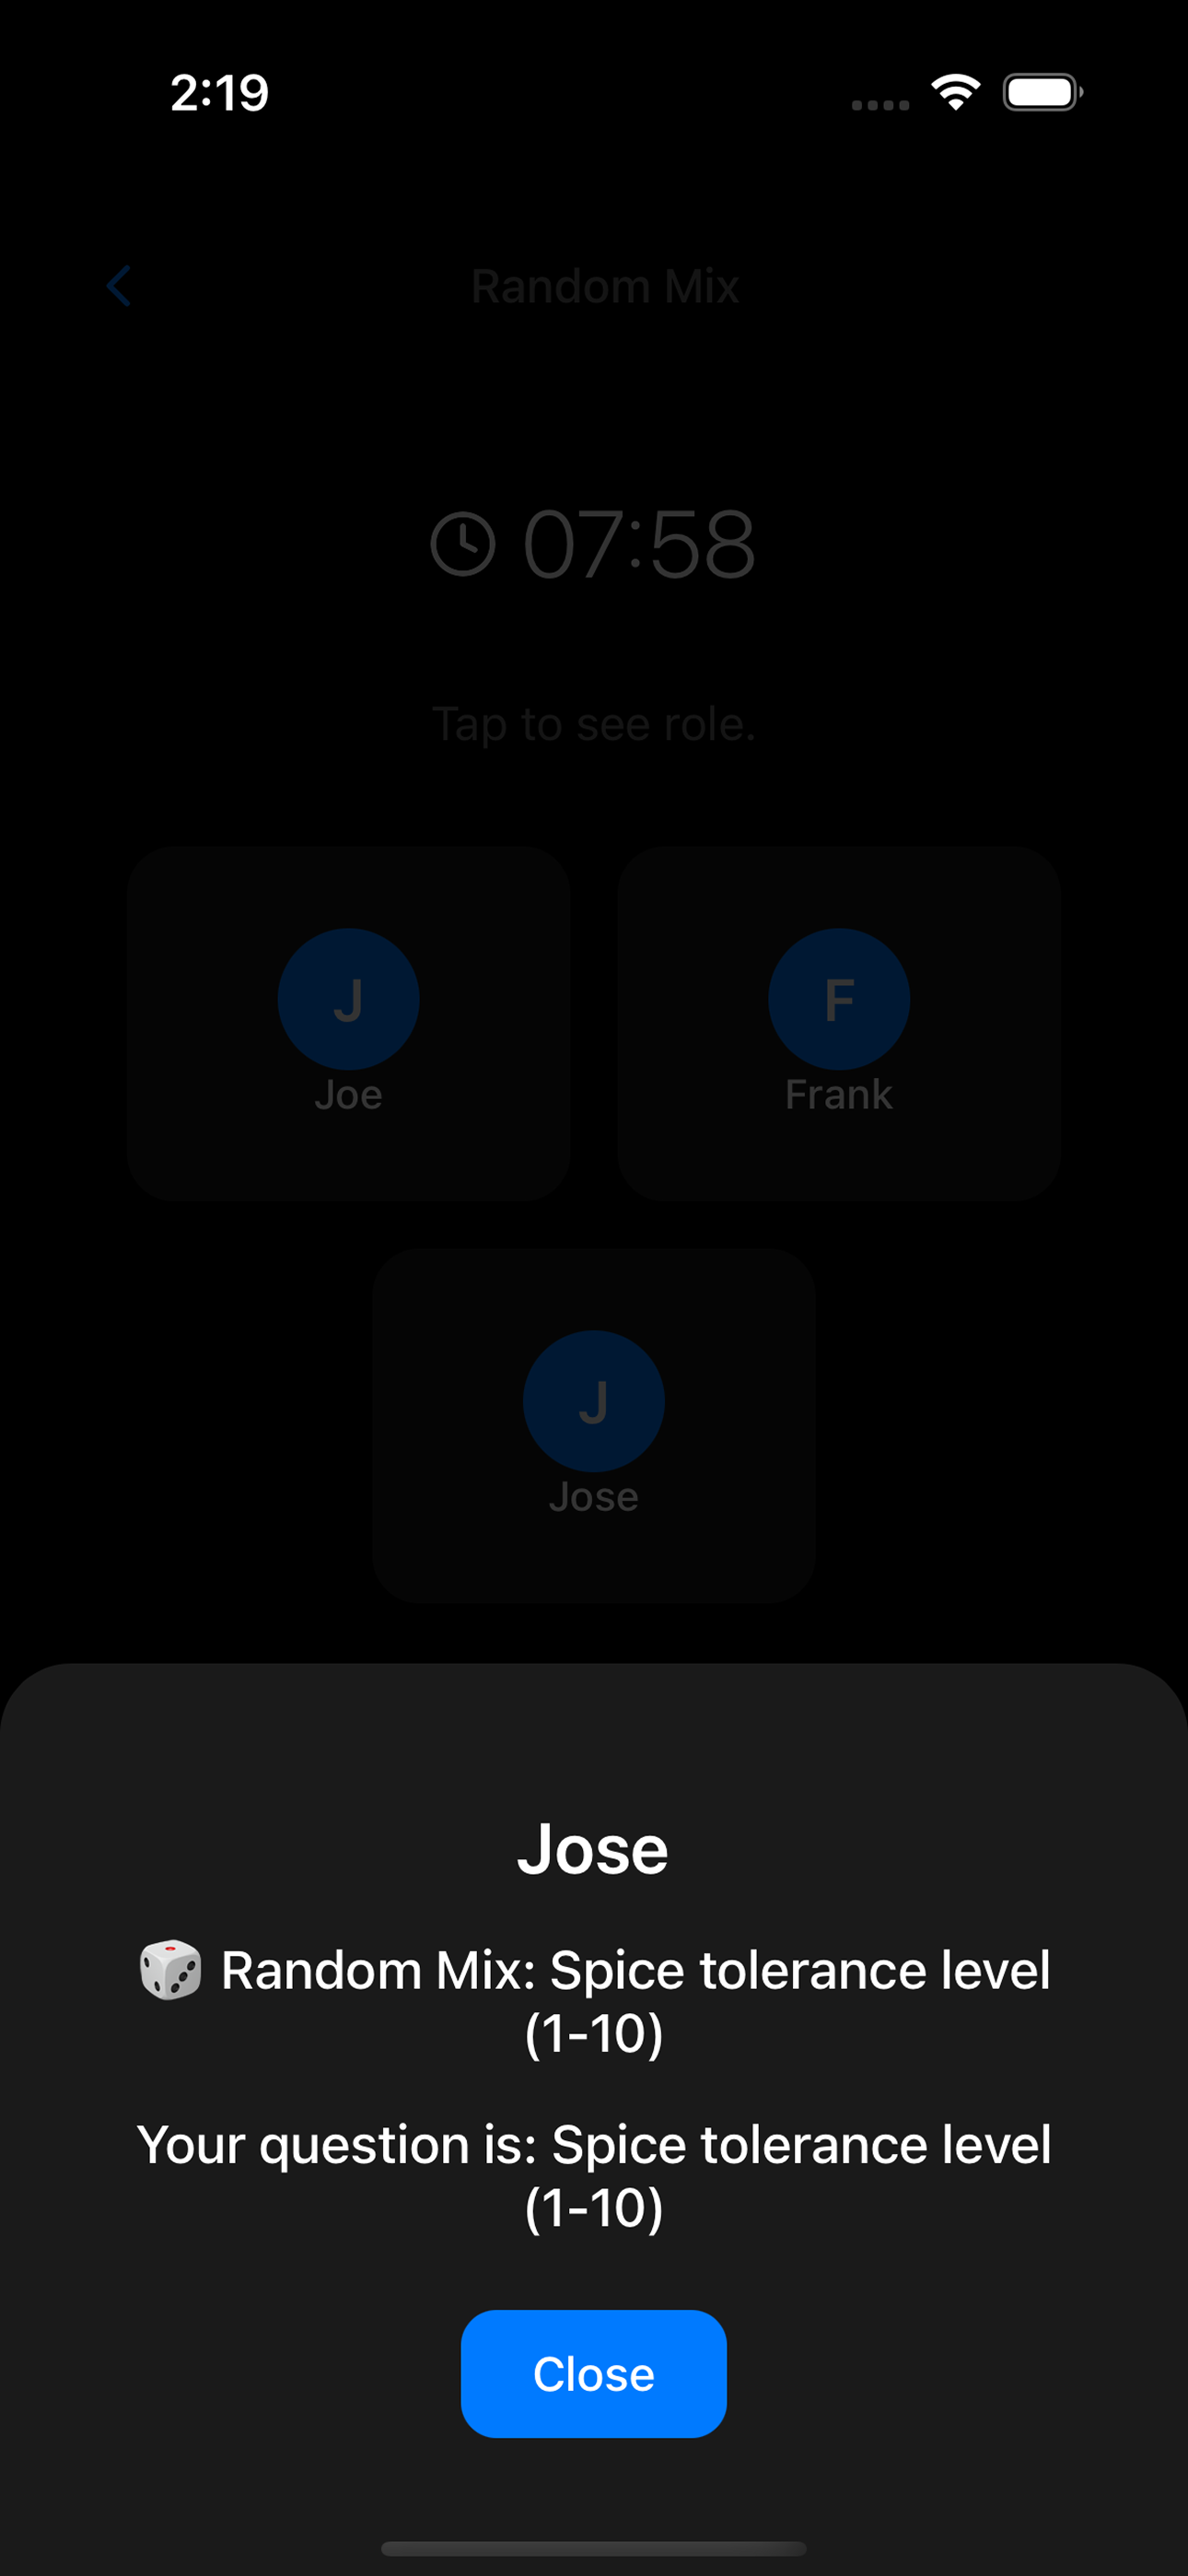 2:19
Random Mix
07:58
Tap to see role.
J
Joe
F
Frank
J
Jose
Jose
🎲 Random Mix: Spice tolerance level
(1-10)
Your question is: Spice tolerance level
(1-10)
Close